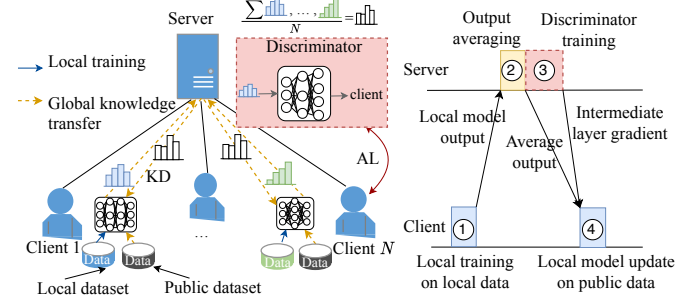 Server
∑ , … , / N =
Discriminator
client
Local training
Global knowledge
transfer
KD
AL
Client 1
...
Client N
Data
Data
Data
Data
Local dataset
Public dataset
Output
averaging
Discriminator
training
Server
2
3
Local model
output
Average
output
Intermediate
layer gradient
Client
1
4
Local training
on local data
Local model update
on public data